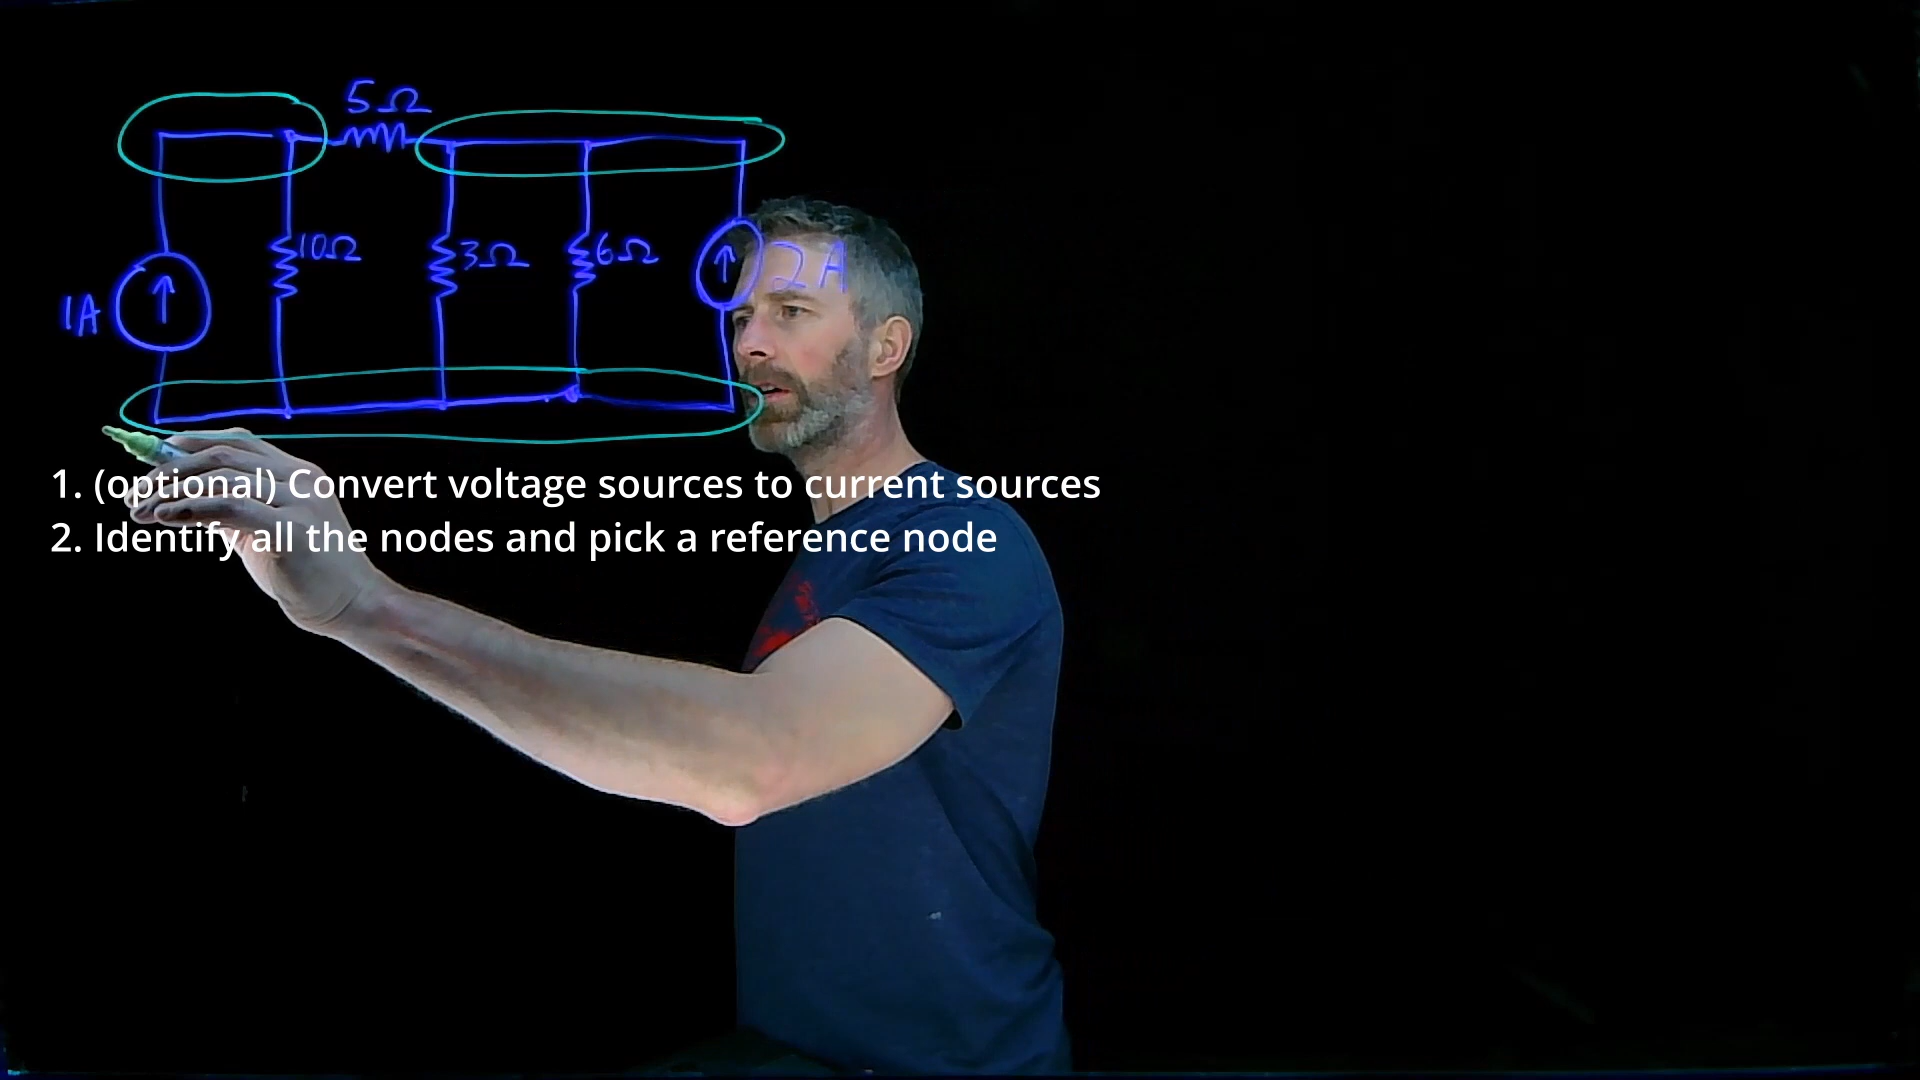 5Ω
10Ω
3Ω
6Ω
2A
1A
1. (optional) Convert voltage sources to current sources
2. Identify all the nodes and pick a reference node